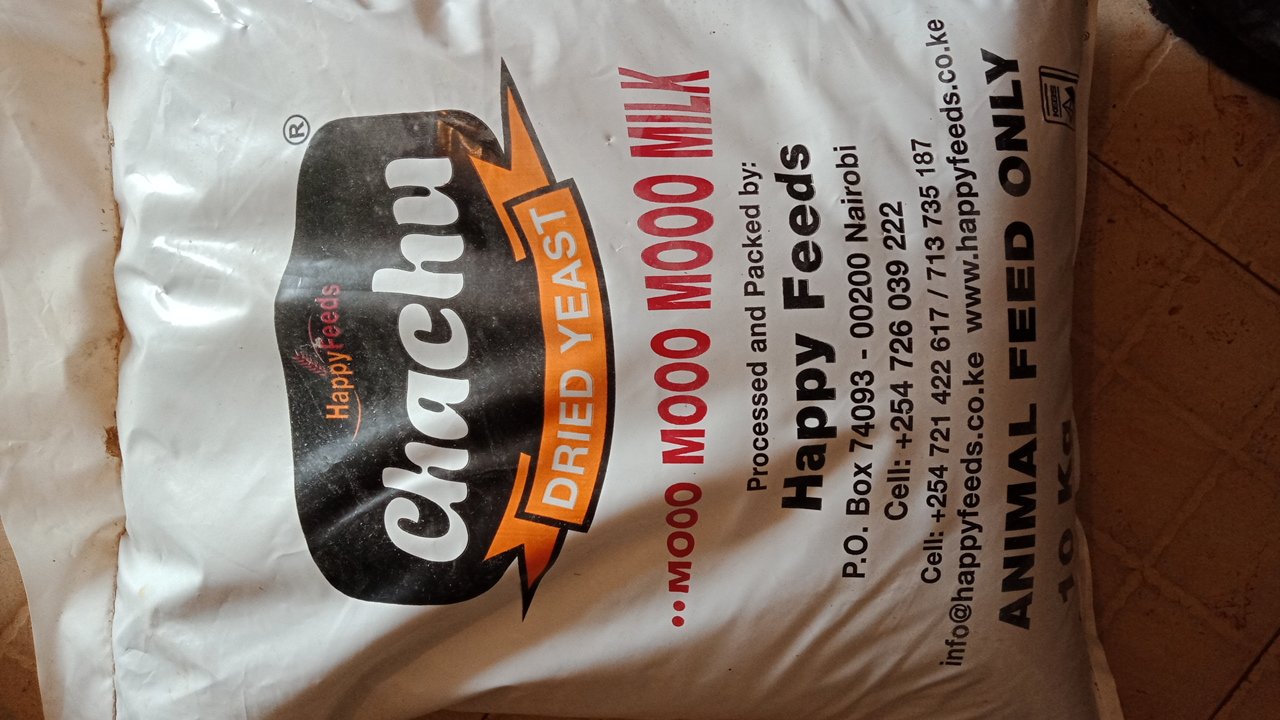 ®
HappyFeeds
Chachu
DRIED YEAST
..MOOO MOOO MOOO MOOO MILK
Processed and Packed by:
Happy Feeds
P.O. Box 74093 - 00200 Nairobi
Cell: +254 726 039 222
Cell: +254 721 422 617 / 713 735 187
info@happyfeeds.co.ke www.happyfeeds.co.ke
ANIMAL FEED ONLY
10 Kg